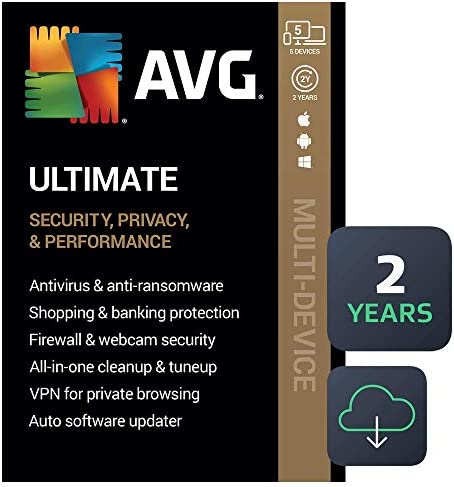 AVG
®
®
ULTIMATE
SECURITY, PRIVACY,
& PERFORMANCE
Antivirus & anti-ransomware
Shopping & banking protection
Firewall & webcam security
All-in-one cleanup & tuneup
VPN for private browsing
Auto software updater
5
5 DEVICES
2Y
2 YEARS
MULTI-DEVICE
2
YEARS